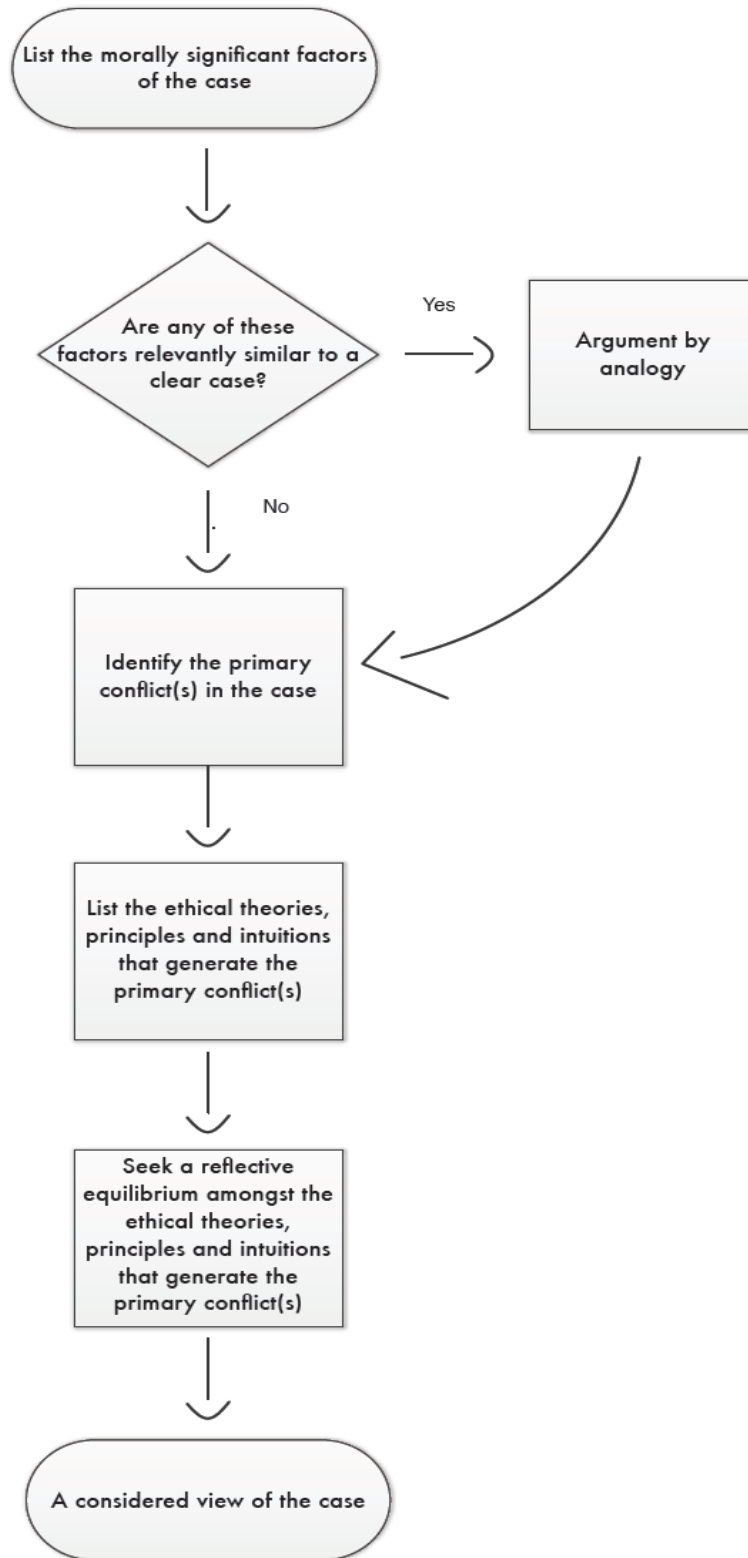 List the morally significant factors
of the case
Are any of these
factors relevantly similar to a
clear case?
Yes
Argument by
analogy
No
Identify the primary
conflict(s) in the case
List the ethical theories,
principles and intuitions
that generate the
primary conflict(s)
Seek a reflective
equilibrium amongst the
ethical theories,
principles and intuitions
that generate the
primary conflict(s)
A considered view of the case